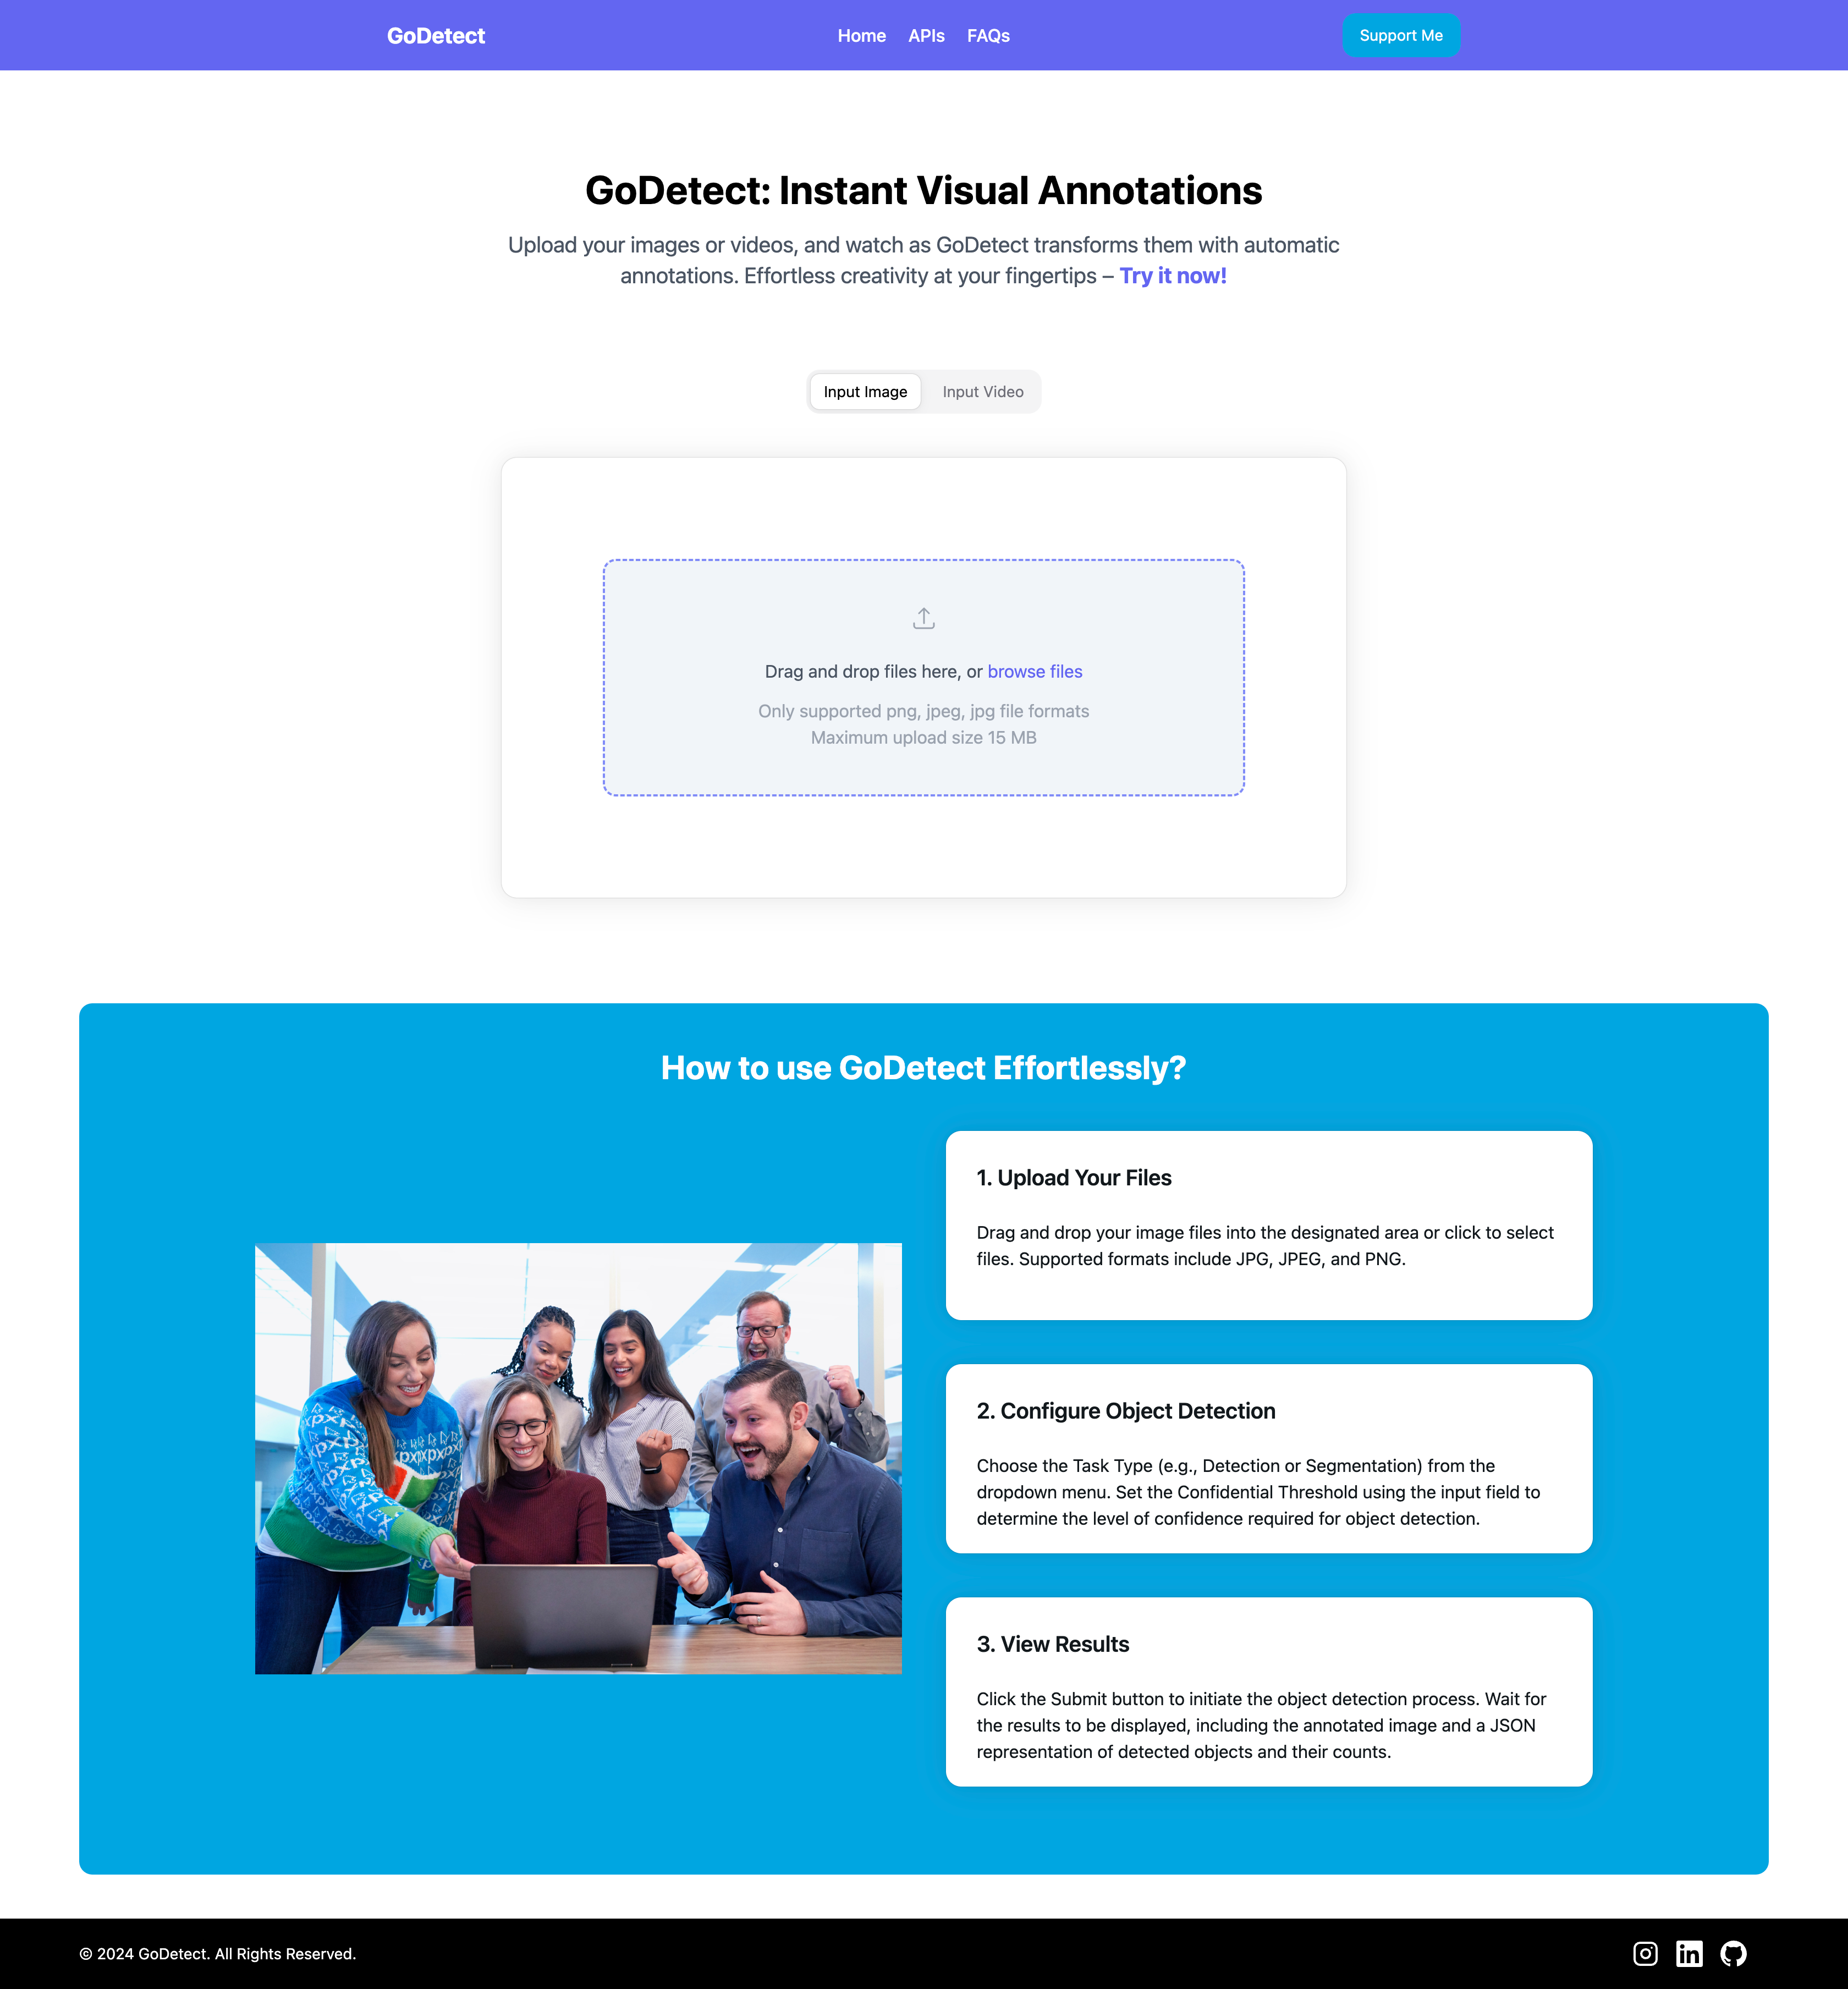 GoDetect
Home APIs FAQs
Support Me
GoDetect: Instant Visual Annotations
Upload your images or videos, and watch as GoDetect transforms them with automatic
annotations. Effortless creativity at your fingertips – Try it now!
Input Image Input Video
Drag and drop files here, or browse files
Only supported png, jpeg, jpg file formats
Maximum upload size 15 MB
How to use GoDetect Effortlessly?
1. Upload Your Files
Drag and drop your image files into the designated area or click to select
files. Supported formats include JPG, JPEG, and PNG.
2. Configure Object Detection
Choose the Task Type (e.g., Detection or Segmentation) from the
dropdown menu. Set the Confidential Threshold using the input field to
determine the level of confidence required for object detection.
3. View Results
Click the Submit button to initiate the object detection process. Wait for
the results to be displayed, including the annotated image and a JSON
representation of detected objects and their counts.
© 2024 GoDetect. All Rights Reserved.
in